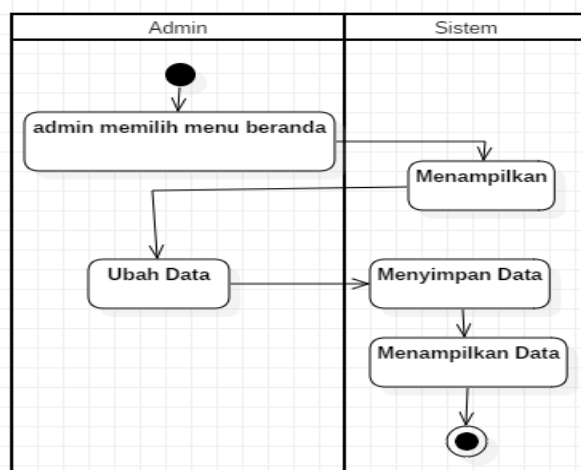 Admin
Sistem
admin memilih menu beranda
Menampilkan
Ubah Data
Menyimpan Data
Menampilkan Data